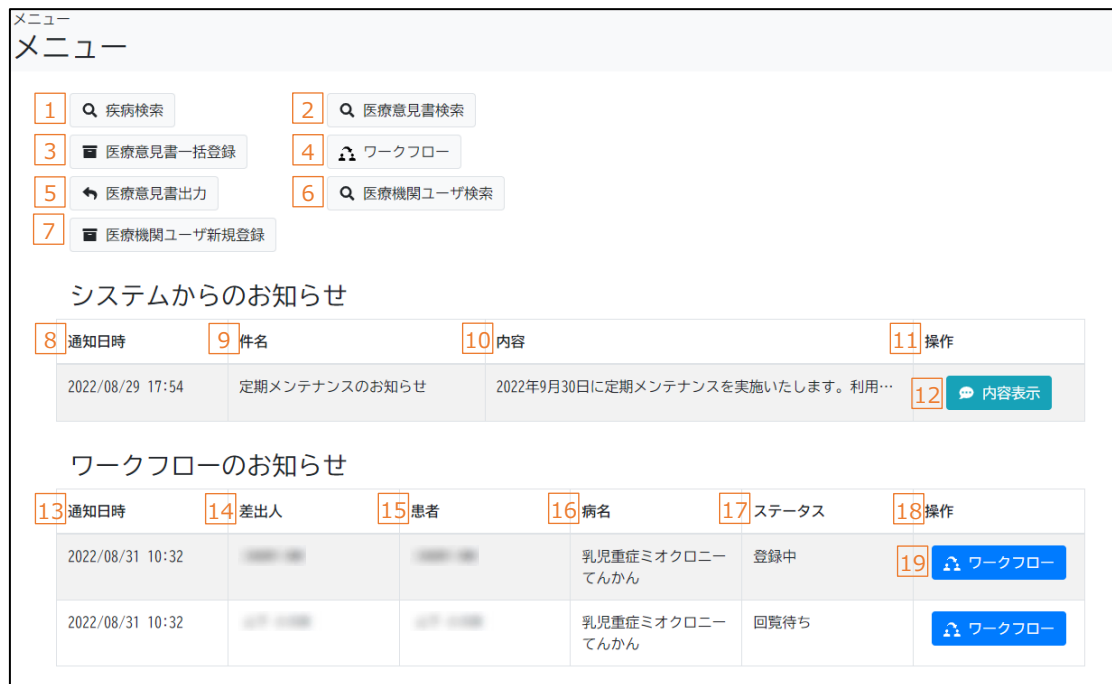 メニュー
メニュー
1 疾病検索 2 医療意見書検索
3 医療意見書一括登録 4 ワークフロー
5 医療意見書出力 6 医療機関ユーザ検索
7 医療機関ユーザ新規登録
システムからのお知らせ
8 通知日時 9 件名 10 内容 11 操作
2022/08/29 17:54 定期メンテナンスのお知らせ 2022年9月30日に定期メンテナンスを実施いたします。利用… 12 内容表示
ワークフローのお知らせ
13 通知日時 14 差出人 15 患者 16 病名 17 ステータス 18 操作
2022/08/31 10:32 乳児重症ミオクロニー 登録中 19 ワークフロー
てんかん
2022/08/31 10:32 乳児重症ミオクロニー 回覧待ち ワークフロー
てんかん